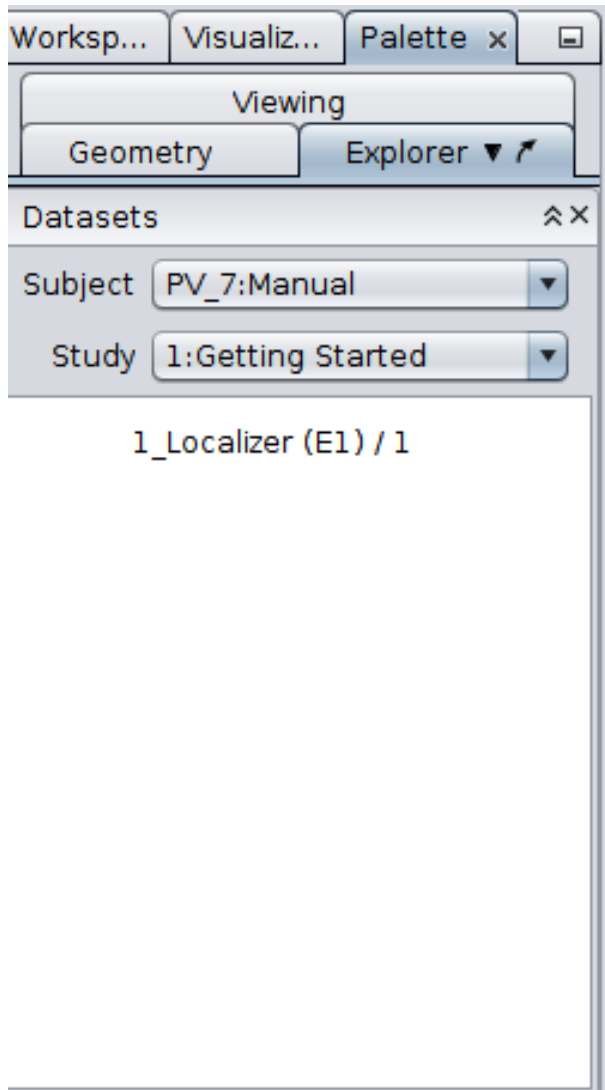 Worksp... Visualiz... Palette
Viewing
Geometry Explorer
Datasets
Subject PV_7:Manual
Study 1:Getting Started
1_Localizer (E1) / 1